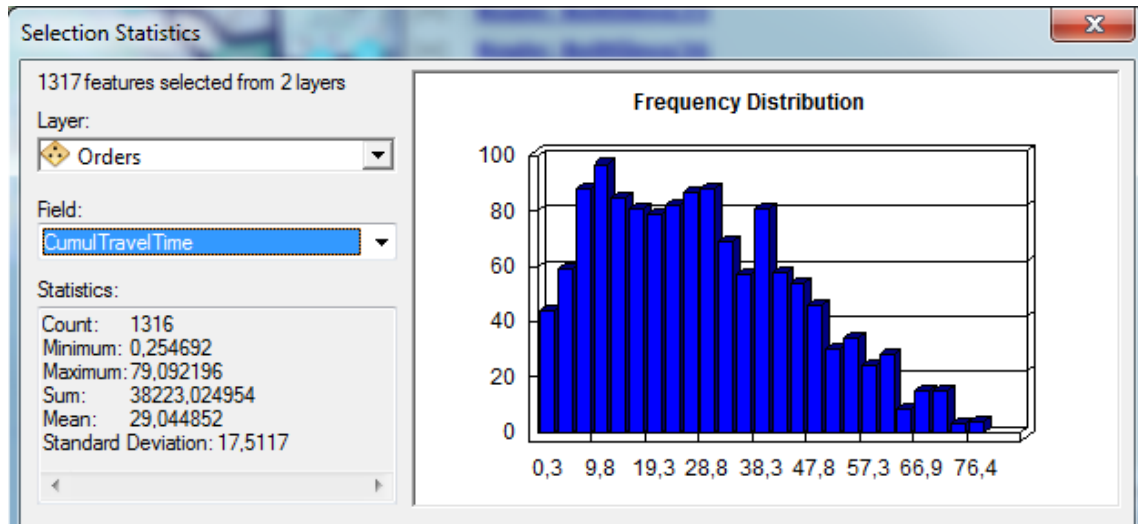 Selection Statistics
1317 features selected from 2 layers
Layer:
Orders
Field:
CumulTravelTime
Statistics:
Count: 1316
Minimum: 0,254692
Maximum: 79,092196
Sum: 38223,024954
Mean: 29,044852
Standard Deviation: 17,5117
Frequency Distribution
100
80
60
40
20
0
0,3 9,8 19,3 28,8 38,3 47,8 57,3 66,9 76,4